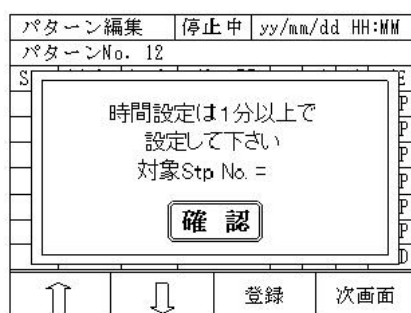 パターン編集 停止中 yy/mm/dd HH:MM
パターンNo. 12
S E
時間設定は1分以上で
設定して下さい
対象Stp No. =
確 認
P
P
P
P
P
D
⇧ ⇩ 登録 次画面